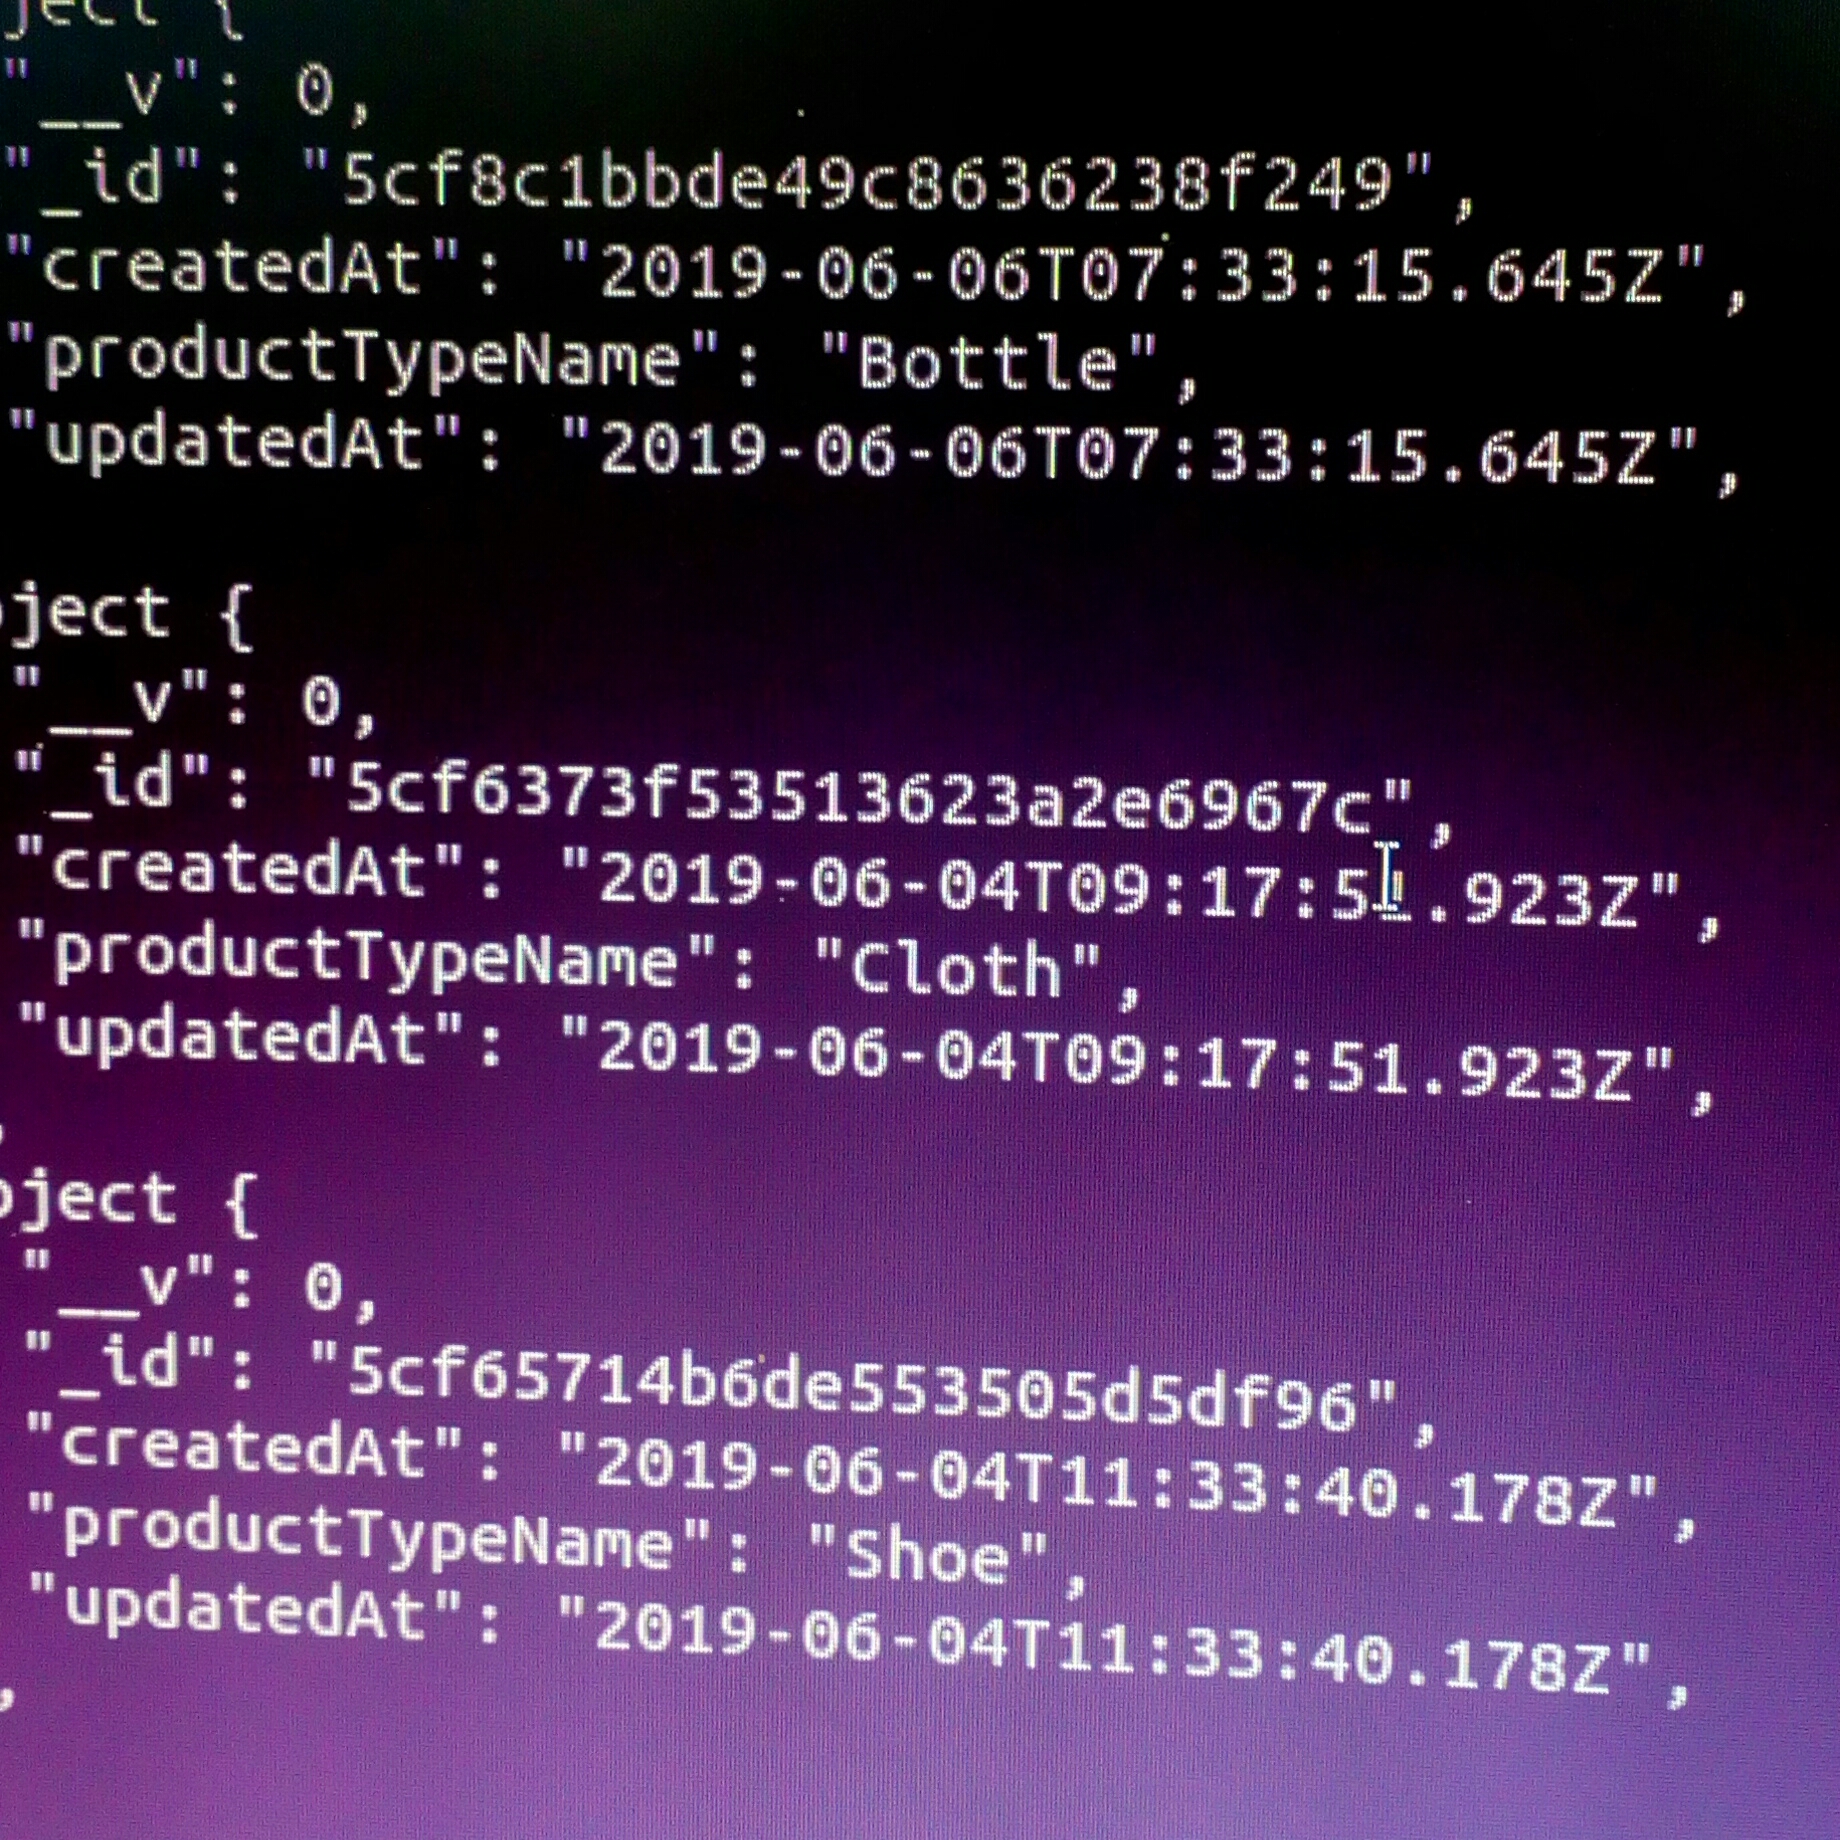 ject {
"__v": 0,
"_id": "5cf8c1bbde49c8636238f249",
"createdAt": "2019-06-06T07:33:15.645Z",
"productTypeName": "Bottle",
"updatedAt": "2019-06-06T07:33:15.645Z",
bject {
"__v": 0,
"_id": "5cf6373f53513623a2e6967c",
"createdAt": "2019-06-04T09:17:51.923Z",
"productTypeName": "Cloth",
"updatedAt": "2019-06-04T09:17:51.923Z",
,
bject {
"__v": 0,
"_id": "5cf65714b6de553505d5df96",
"createdAt": "2019-06-04T11:33:40.178Z",
"productTypeName": "Shoe",
"updatedAt": "2019-06-04T11:33:40.178Z",
,